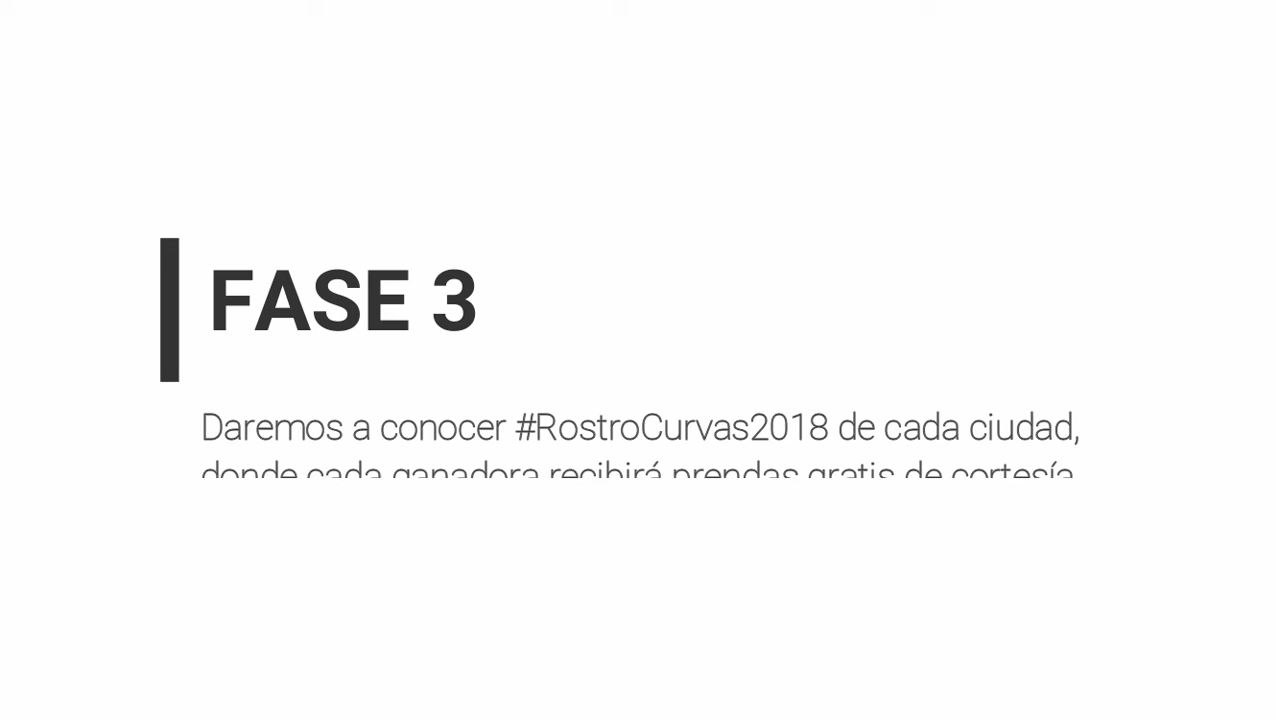 FASE 3
Daremos a conocer #RostroCurvas2018 de cada ciudad,
donde cada ganadora recibirá prendas gratis de cortesía